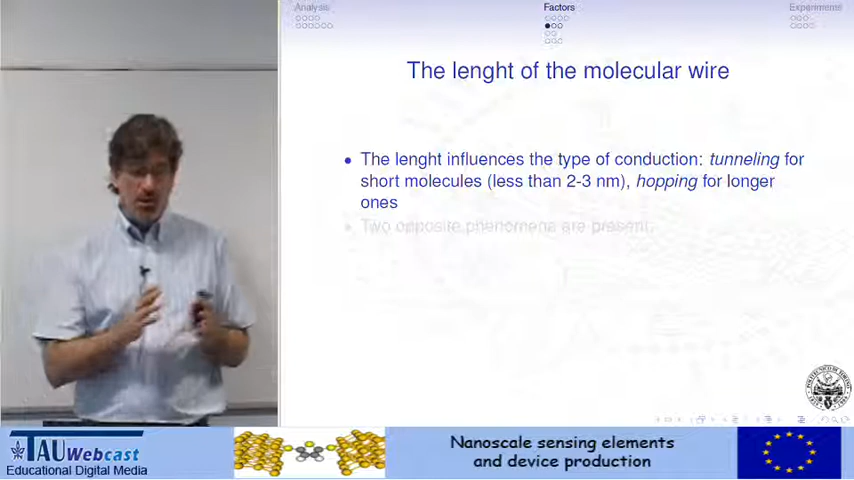 Analysis
Factors
Experiments
The lenght of the molecular wire
The lenght influences the type of conduction: tunneling for
short molecules (less than 2-3 nm), hopping for longer
ones
Two opposite phenomena are present:
TAU Webcast
Educational Digital Media
Nanoscale sensing elements
and device production